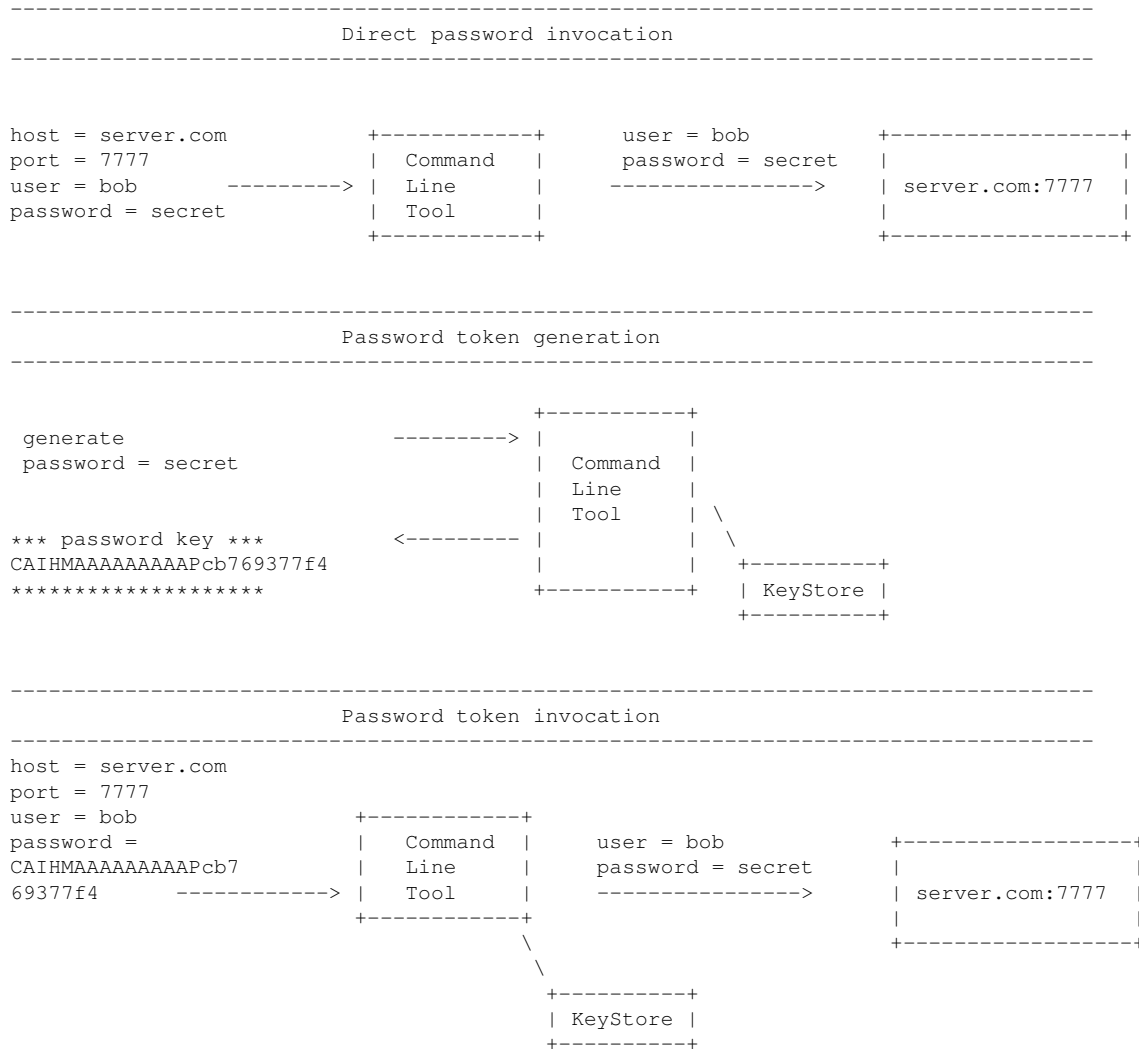 Direct password invocation
host = server.com
port = 7777
user = bob
password = secret
Command
Line
Tool
user = bob
password = secret
server.com:7777
Password token generation
generate
password = secret
Command
Line
Tool
*** password key ***
CAIHMAAAAAAAAAPcb769377f4
********************
KeyStore
Password token invocation
host = server.com
port = 7777
user = bob
password =
CAIHMAAAAAAAAAPcb7
69377f4
Command
Line
Tool
user = bob
password = secret
server.com:7777
KeyStore